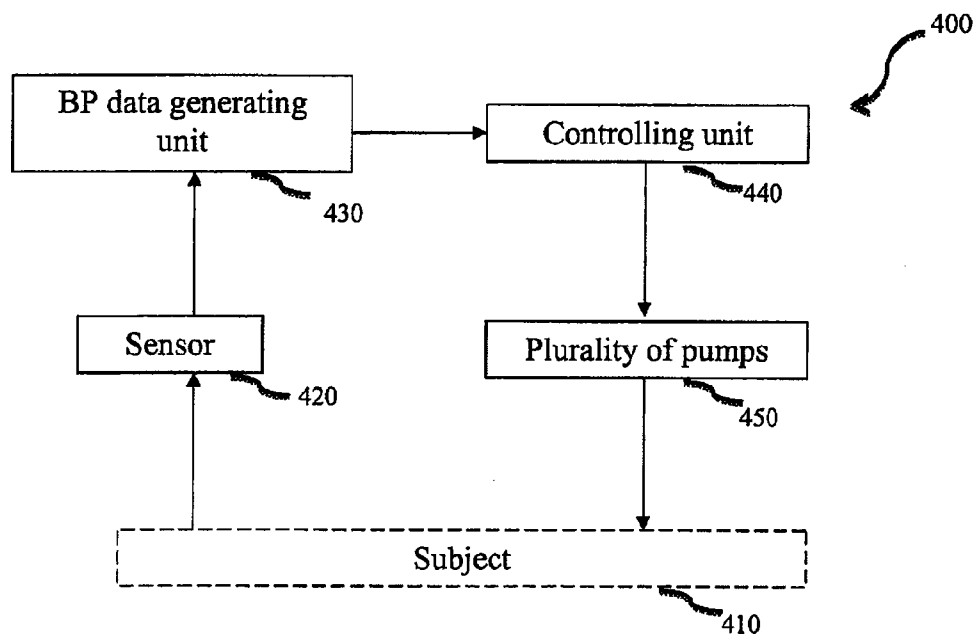 400
BP data generating
unit
430
Controlling unit
440
Sensor
420
Plurality of pumps
450
Subject
410